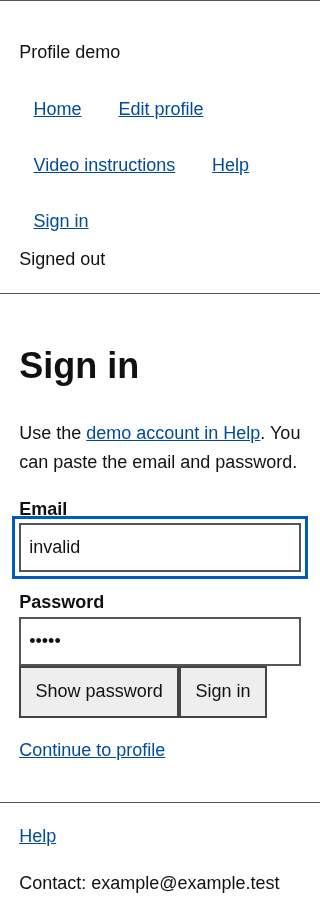 Profile demo
Home Edit profile
Video instructions Help
Sign in
Signed out
Sign in
Use the demo account in Help. You
can paste the email and password.
Email
invalid
Password
•••••
Show password Sign in
Continue to profile
Help
Contact: example@example.test